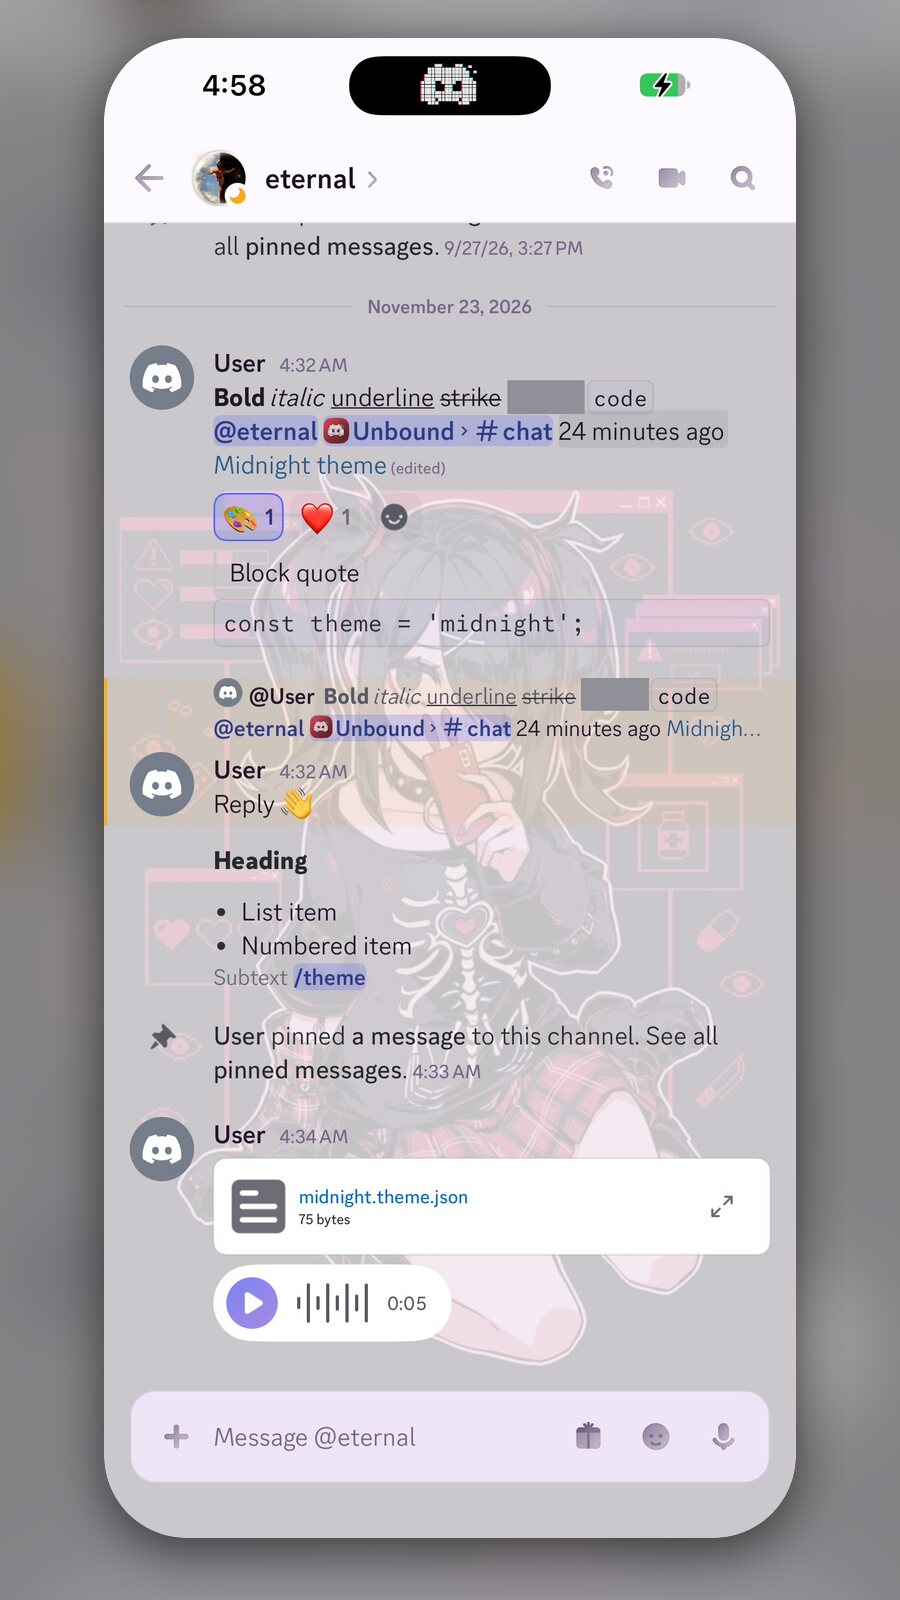 4:58
eternal
all pinned messages. 9/27/26, 3:27 PM
November 23, 2026
User 4:32 AM
Bold italic underline strike code
@eternal Unbound › # chat 24 minutes ago
Midnight theme (edited)
1 1
Block quote
const theme = 'midnight';
@User Bold italic underline strike code
@eternal Unbound › # chat 24 minutes ago Midnigh...
User 4:32 AM
Reply 👋
Heading
• List item
• Numbered item
Subtext /theme
User pinned a message to this channel. See all
pinned messages. 4:33 AM
User 4:34 AM
midnight.theme.json
75 bytes
0:05
Message @eternal